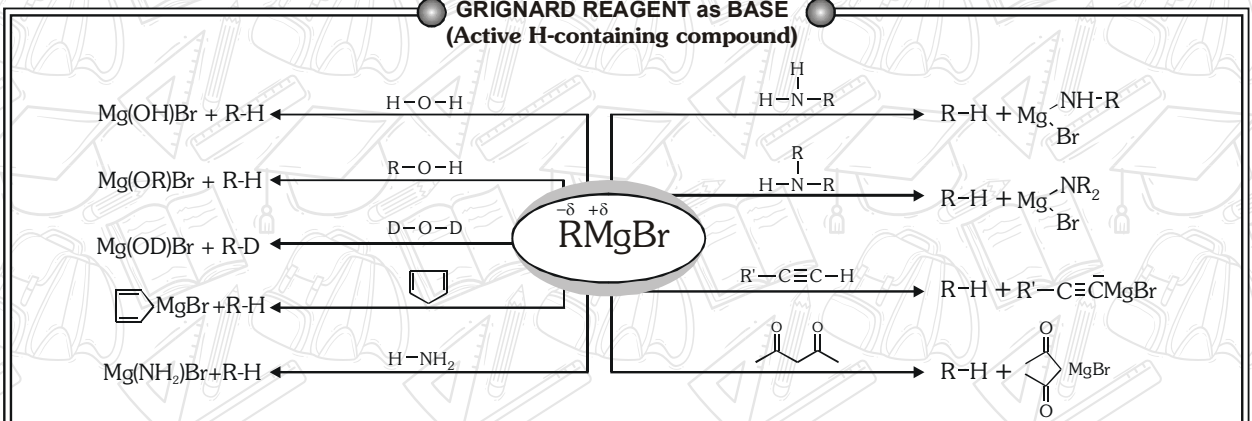 GRIGNARD REAGENT as BASE
(Active H-containing compound)
Mg(OH)Br + R-H
H–O–H
Mg(OR)Br + R-H
R–O–H
Mg(OD)Br + R-D
D–O–D
MgBr+R-H
Mg(NH₂)Br+R-H
H–NH₂
–δ +δ
RMgBr
H
H–N–R
R–H + Mg
NH-R
Br
R
H–N–R
R–H + Mg
NR₂
Br
R'–C≡C–H
R–H + R'–C≡C̄MgBr
O O
R–H +
O
MgBr
O